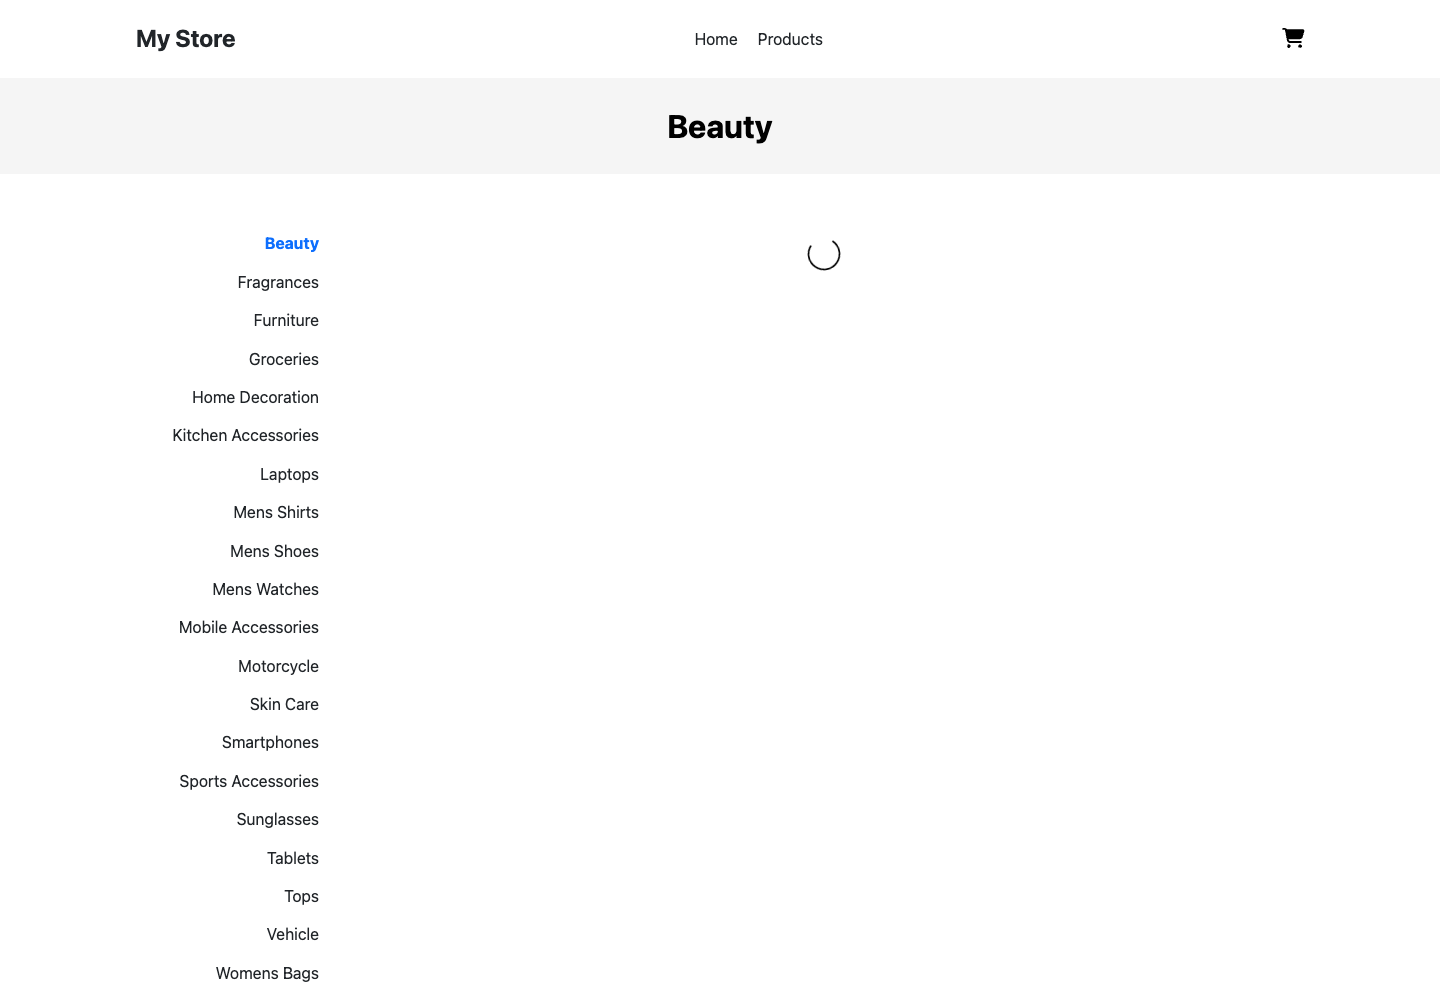 My Store
Home Products
Beauty
Beauty
Fragrances
Furniture
Groceries
Home Decoration
Kitchen Accessories
Laptops
Mens Shirts
Mens Shoes
Mens Watches
Mobile Accessories
Motorcycle
Skin Care
Smartphones
Sports Accessories
Sunglasses
Tablets
Tops
Vehicle
Womens Bags